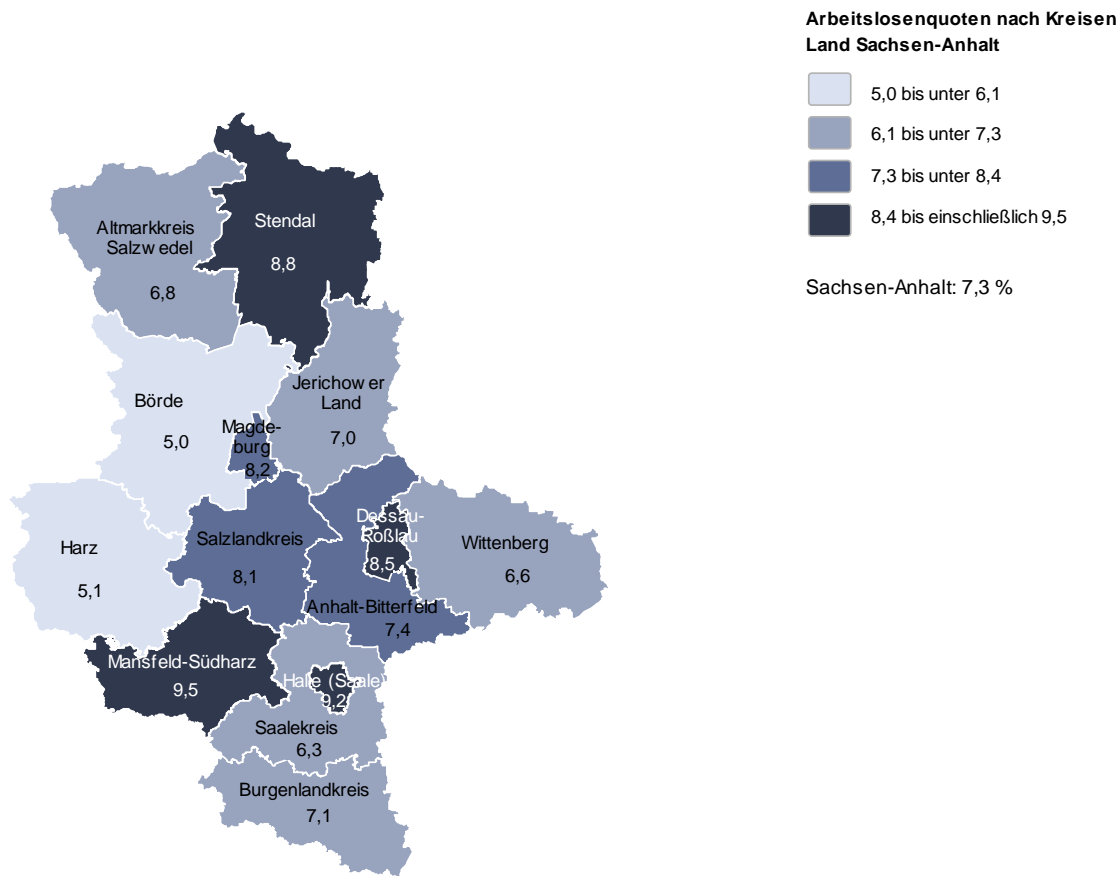 Arbeitslosenquoten nach Kreisen
Land Sachsen-Anhalt
5,0 bis unter 6,1
6,1 bis unter 7,3
7,3 bis unter 8,4
8,4 bis einschließlich 9,5
Sachsen-Anhalt: 7,3 %
Stendal
8,8
Altmarkkreis
Salzwedel
6,8
Jerichower
Land
7,0
Börde
5,0
Magde-
burg
8,2
Dessau-
Roßlau
8,5
Salzlandkreis
8,1
Wittenberg
6,6
Harz
5,1
Anhalt-Bitterfeld
7,4
Mansfeld-Südharz
9,5
Halle (Saale)
9,2
Saalekreis
6,3
Burgenlandkreis
7,1